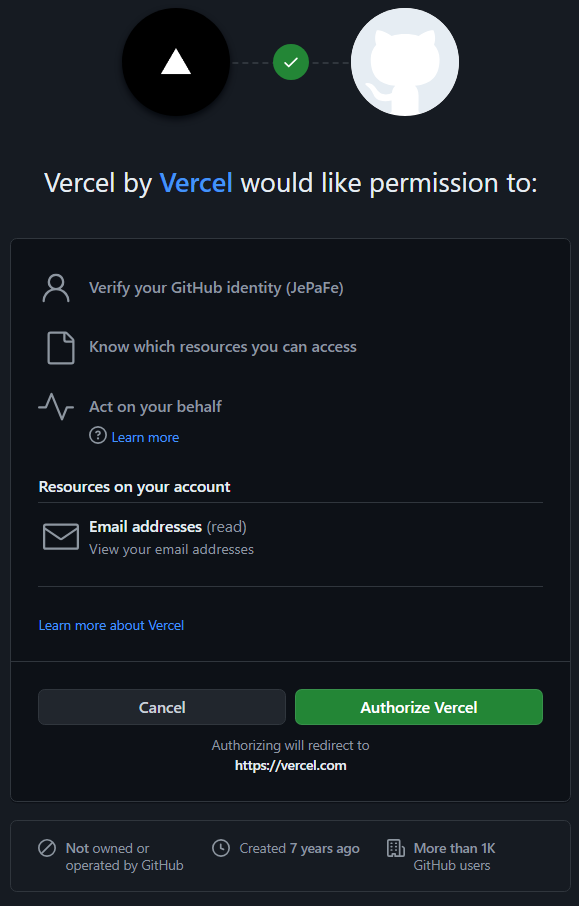 Vercel by Vercel would like permission to:
Verify your GitHub identity (JePaFe)
Know which resources you can access
Act on your behalf
Learn more
Resources on your account
Email addresses (read)
View your email addresses
Learn more about Vercel
Cancel
Authorize Vercel
Authorizing will redirect to
https://vercel.com
Not owned or
operated by GitHub
Created 7 years ago
More than 1K
GitHub users